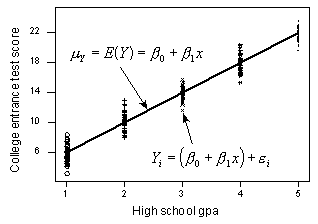 College entrance test score
22
18
14
10
6
μY = E(Y) = β0 + β1x
Yi = (β0 + β1x) + εi
1 2 3 4 5
High school gpa